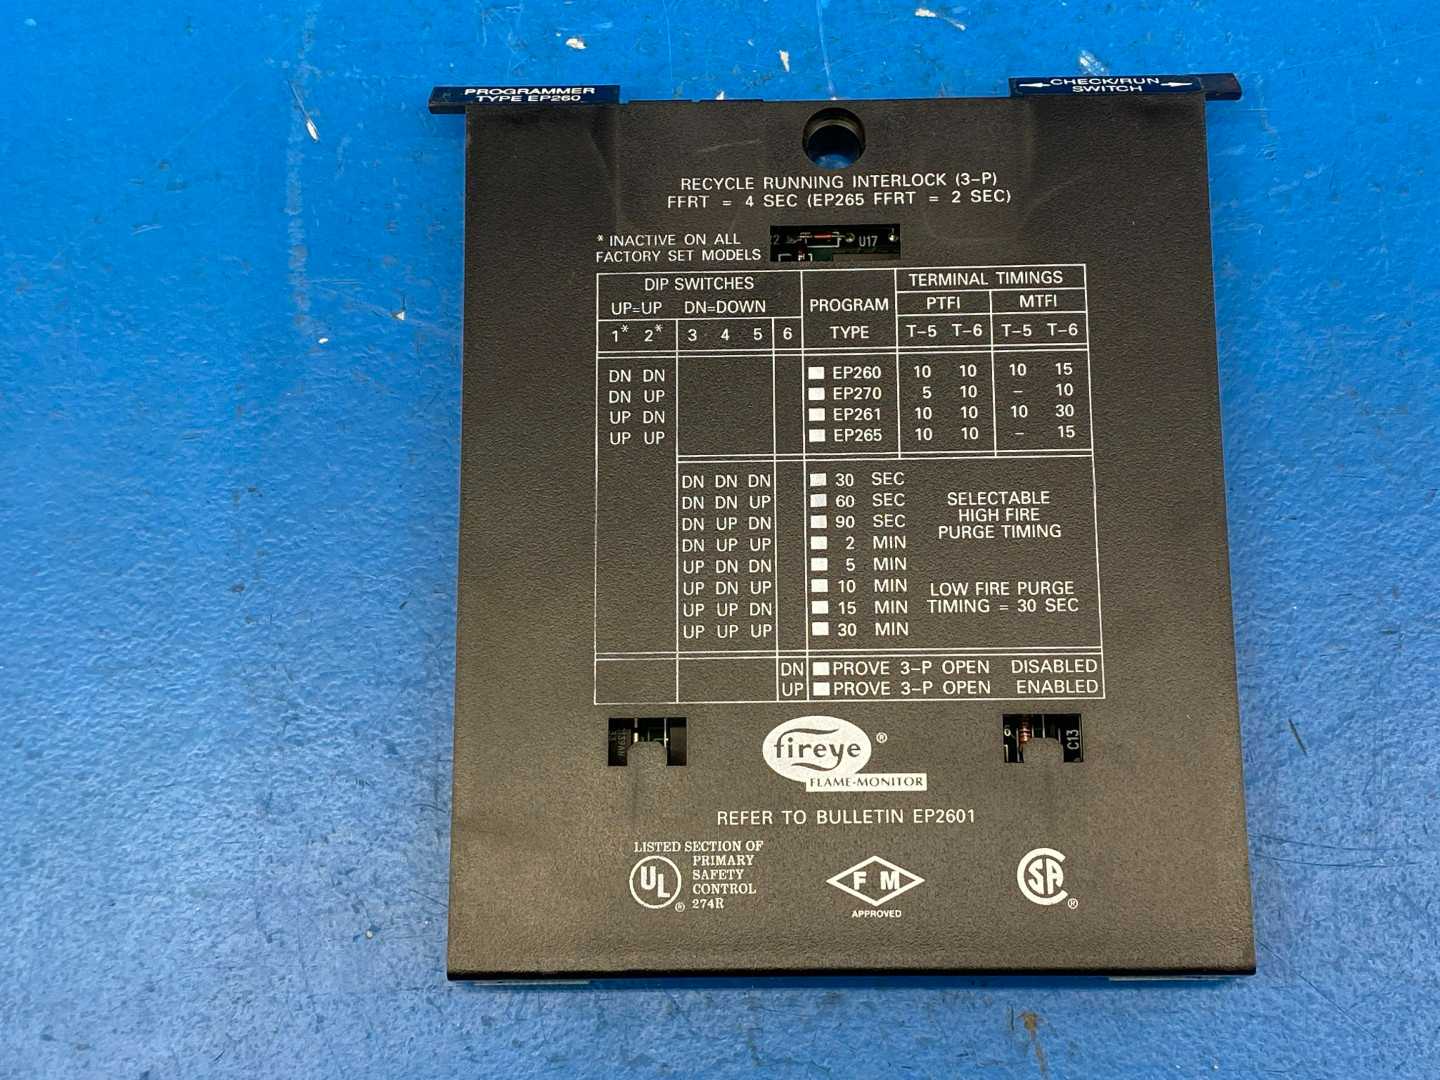 PROGRAMMER
TYPE EP260
CHECK/RUN
SWITCH
RECYCLE RUNNING INTERLOCK (3-P)
FFRT = 4 SEC (EP265 FFRT = 2 SEC)
* INACTIVE ON ALL
FACTORY SET MODELS
U17
DIP SWITCHES
UP=UP DN=DOWN
1* 2* 3 4 5 6
PROGRAM
TYPE
TERMINAL TIMINGS
PTFI MTFI
T-5 T-6 T-5 T-6
DN DN EP260 10 10 10 15
DN UP EP270 5 10 - 10
UP DN EP261 10 10 10 30
UP UP EP265 10 10 - 15
DN DN DN 30 SEC
DN DN UP 60 SEC
DN UP DN 90 SEC
DN UP UP 2 MIN
UP DN DN 5 MIN
UP DN UP 10 MIN
UP UP DN 15 MIN
UP UP UP 30 MIN
SELECTABLE
HIGH FIRE
PURGE TIMING
LOW FIRE PURGE
TIMING = 30 SEC
DN PROVE 3-P OPEN DISABLED
UP PROVE 3-P OPEN ENABLED
C13
fireye ®
FLAME-MONITOR
REFER TO BULLETIN EP2601
LISTED SECTION OF
PRIMARY
SAFETY
CONTROL
274R
UL ®
FM
APPROVED
SA ®